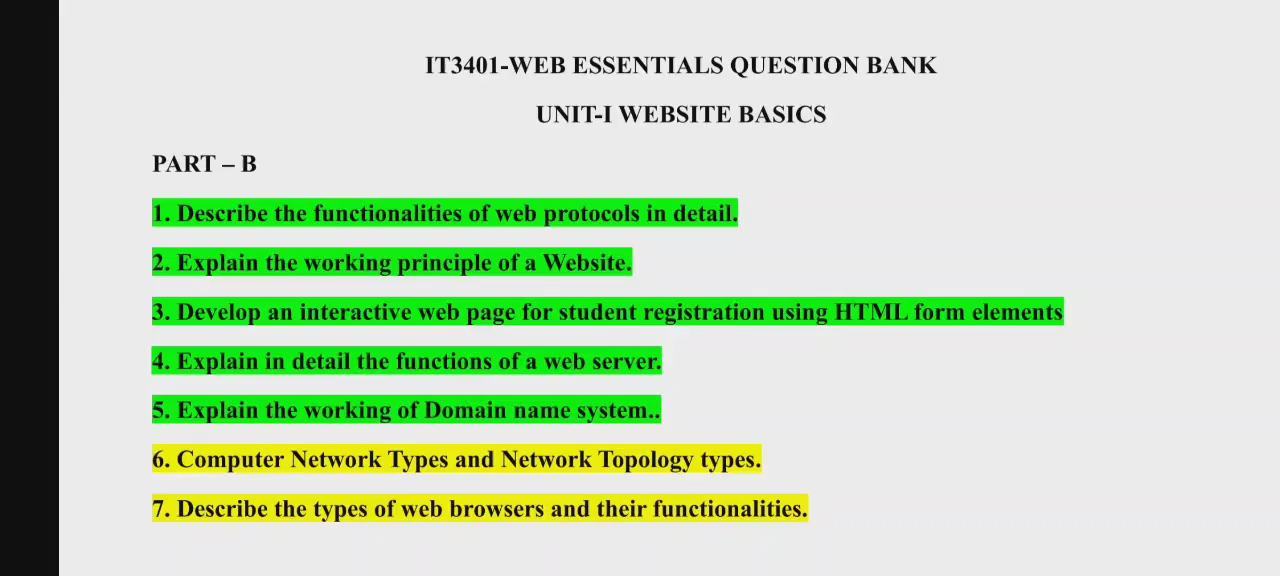 IT3401-WEB ESSENTIALS QUESTION BANK
UNIT-I WEBSITE BASICS
PART – B
1. Describe the functionalities of web protocols in detail.
2. Explain the working principle of a Website.
3. Develop an interactive web page for student registration using HTML form elements
4. Explain in detail the functions of a web server.
5. Explain the working of Domain name system..
6. Computer Network Types and Network Topology types.
7. Describe the types of web browsers and their functionalities.